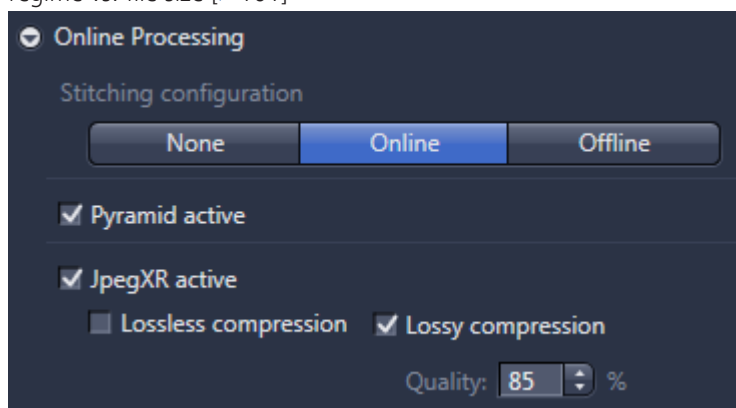 Online Processing
Stitching configuration
None Online Offline
Pyramid active
JpegXR active
Lossless compression Lossy compression
Quality: 85 %